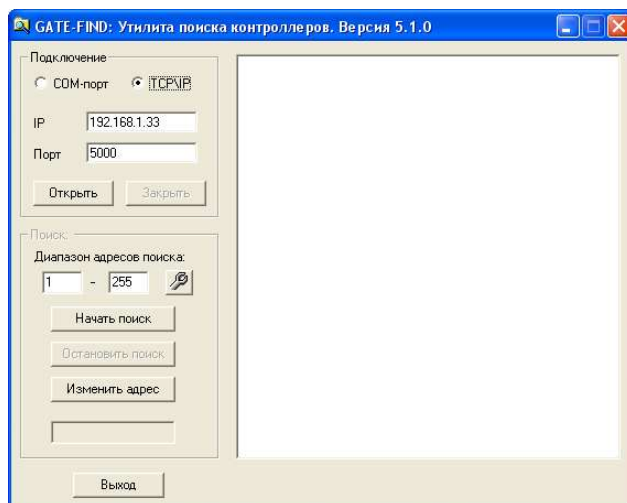 GATE-FIND: Утилита поиска контроллеров. Версия 5.1.0
Подключение
COM-порт TCP\IP
IP 192.168.1.33
Порт 5000
Открыть Закрыть
Поиск:
Диапазон адресов поиска:
1 - 255
Начать поиск
Остановить поиск
Изменить адрес
Выход